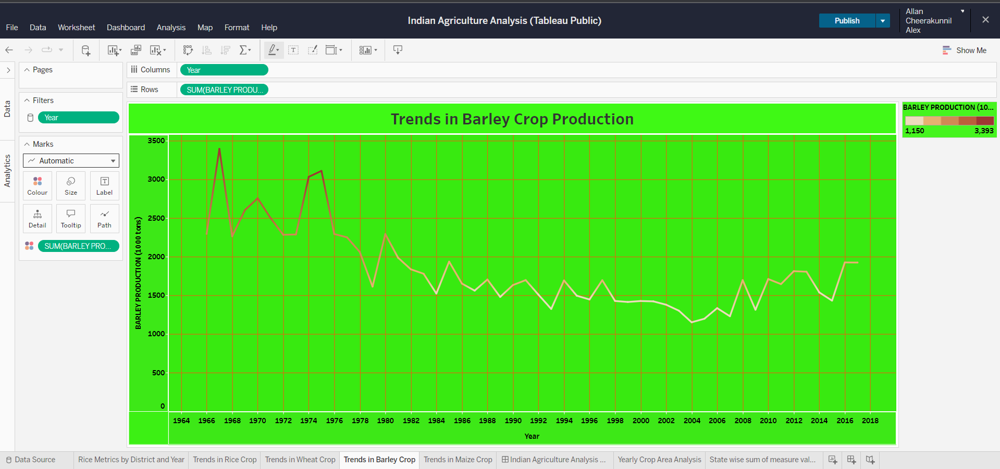 Indian Agriculture Analysis (Tableau Public)
Publish
Allan
Cheerakunnil
Alex
File Data Worksheet Dashboard Analysis Map Format Help
Show Me
Pages
Columns Year
Rows SUM(BARLEY PRODU...
Filters
Year
Data
Analytics
Marks
Automatic
Colour Size Label
Detail Tooltip Path
SUM(BARLEY PRO...
Trends in Barley Crop Production
BARLEY PRODUCTION (10...
1,150 3,393
BARLEY PRODUCTION (1000 tons)
3500
3000
2500
2000
1500
1000
500
0
1964 1966 1968 1970 1972 1974 1976 1978 1980 1982 1984 1986 1988 1990 1992 1994 1996 1998 2000 2002 2004 2006 2008 2010 2012 2014 2016 2018
Year
Data Source Rice Metrics by District and Year Trends in Rice Crop Trends in Wheat Crop Trends in Barley Crop Trends in Maize Crop Indian Agriculture Analysis ... Yearly Crop Area Analysis State wise sum of measure val...